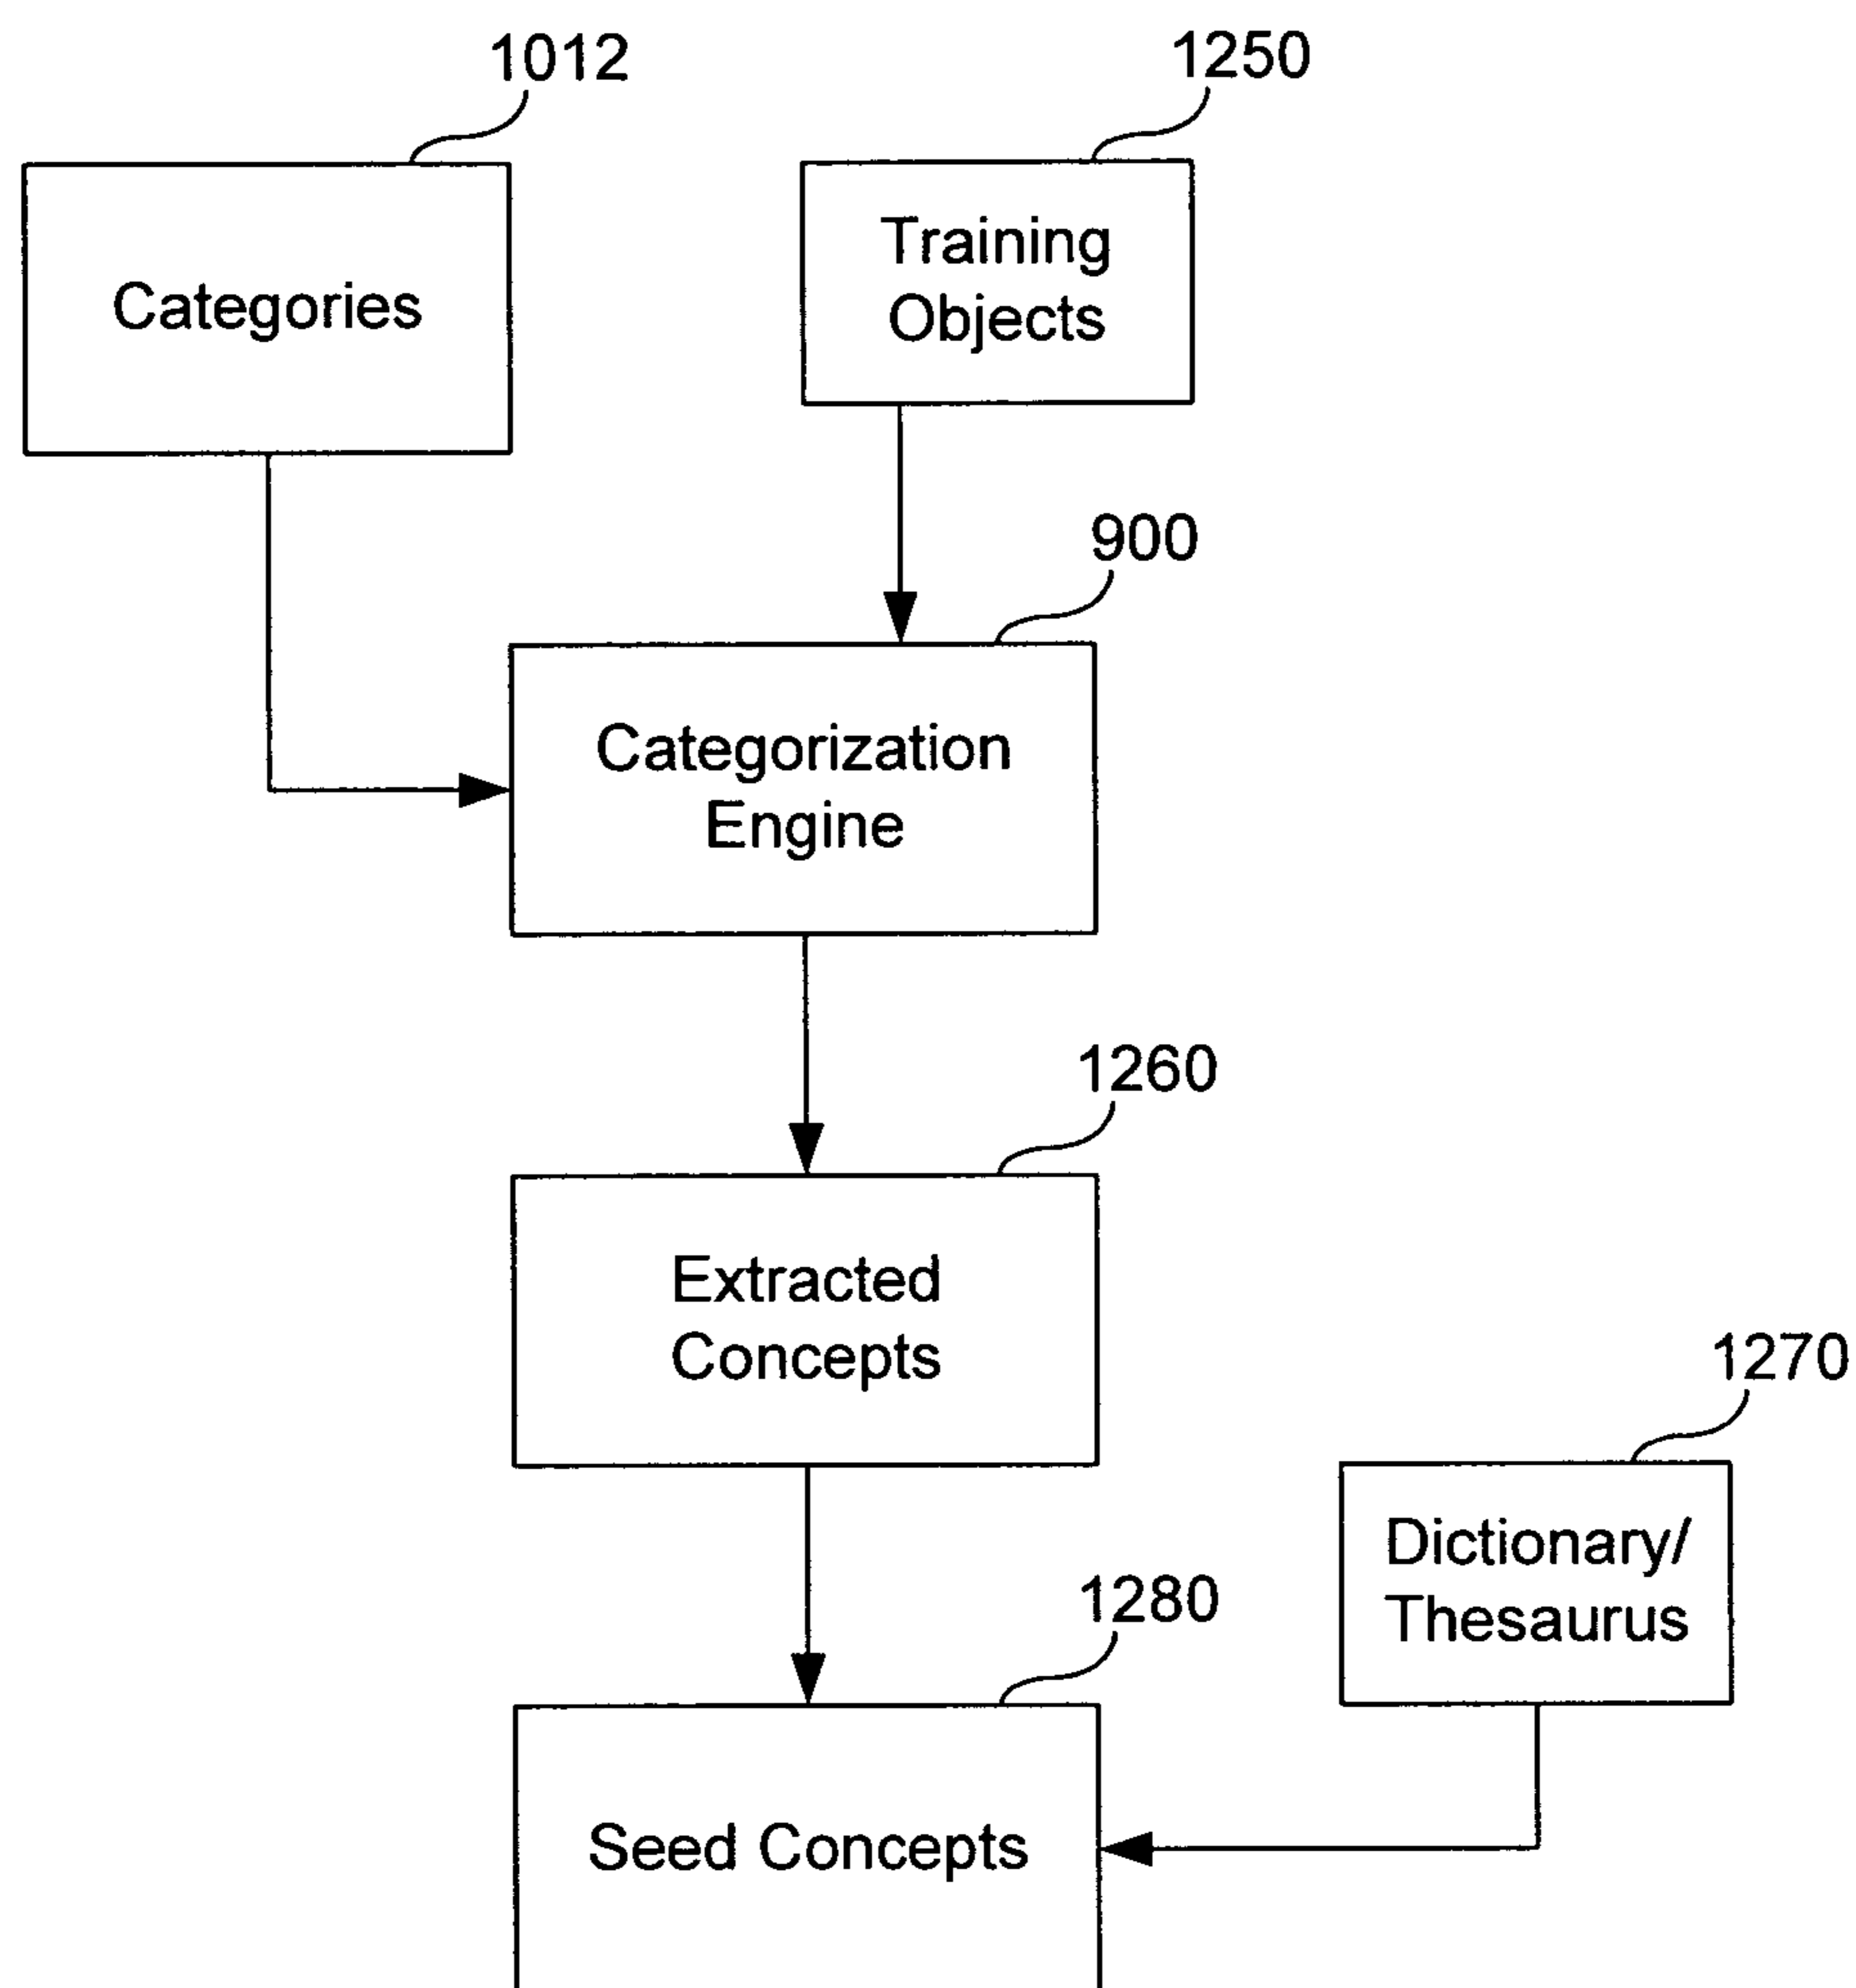 1012
1250
Categories
Training
Objects
900
Categorization
Engine
1260
Extracted
Concepts
1270
Dictionary/
Thesaurus
1280
Seed Concepts